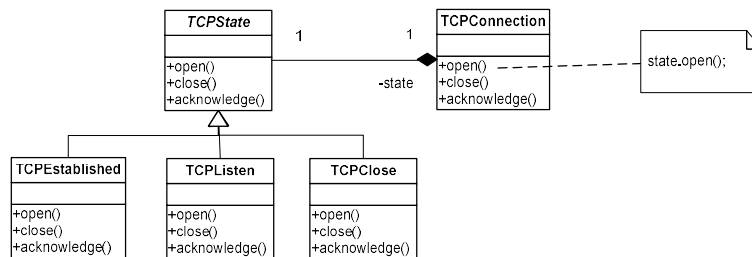 TCPState
+open()
+close()
+acknowledge()
1
1
-state
TCPConnection
+open()
+close()
+acknowledge()
state.open();
TCPEstablished
+open()
+close()
+acknowledge()
TCPListen
+open()
+close()
+acknowledge()
TCPClose
+open()
+close()
+acknowledge()